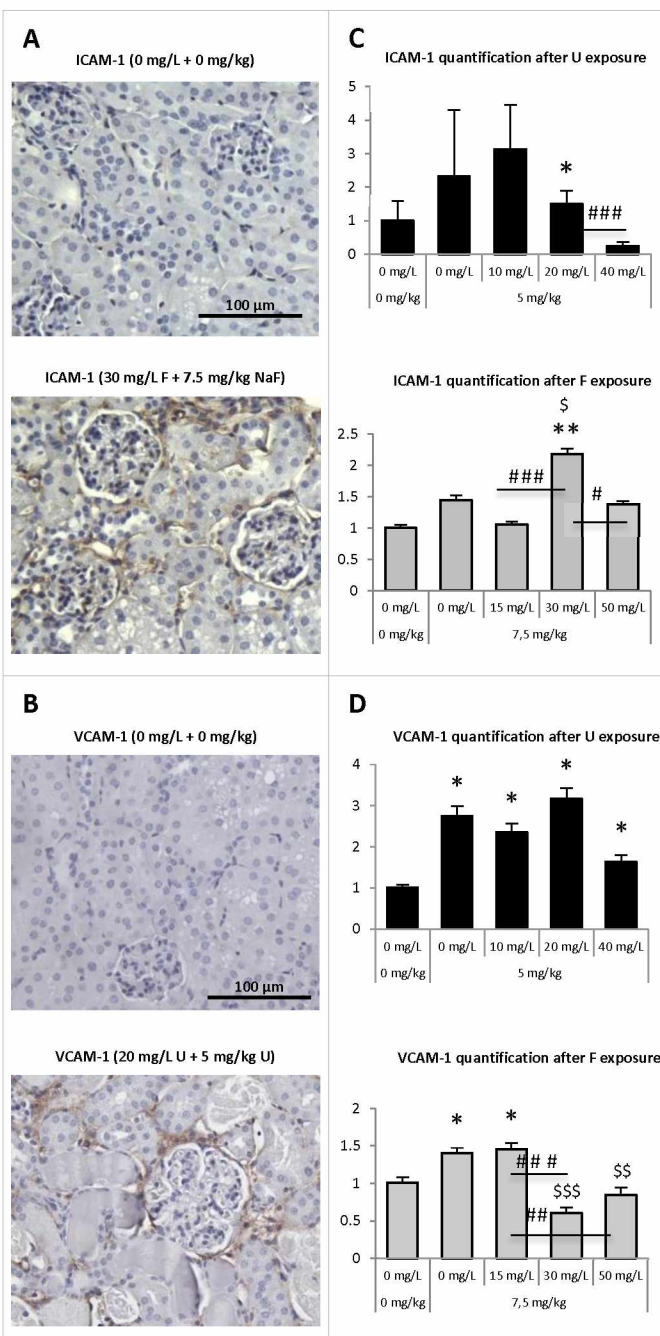 A
ICAM-1 (0 mg/L + 0 mg/kg)
100 µm
ICAM-1 (30 mg/L F + 7.5 mg/kg NaF)
C
ICAM-1 quantification after U exposure
5
4
3
2
1
0
*
###
0 mg/L 0 mg/L 10 mg/L 20 mg/L 40 mg/L
0 mg/kg 5 mg/kg
ICAM-1 quantification after F exposure
$
2.5
2
1.5
1
0.5
0
**
###
#
0 mg/L 0 mg/L 15 mg/L 30 mg/L 50 mg/L
0 mg/kg 7,5 mg/kg
B
VCAM-1 (0 mg/L + 0 mg/kg)
100 µm
VCAM-1 (20 mg/L U + 5 mg/kg U)
D
VCAM-1 quantification after U exposure
4
3
2
1
0
* * * *
0 mg/L 0 mg/L 10 mg/L 20 mg/L 40 mg/L
0 mg/kg 5 mg/kg
VCAM-1 quantification after F exposure
2
1.5
1
0.5
0
* *
# # #
$$$ $$
##
0 mg/L 0 mg/L 15 mg/L 30 mg/L 50 mg/L
0 mg/kg 7,5 mg/kg